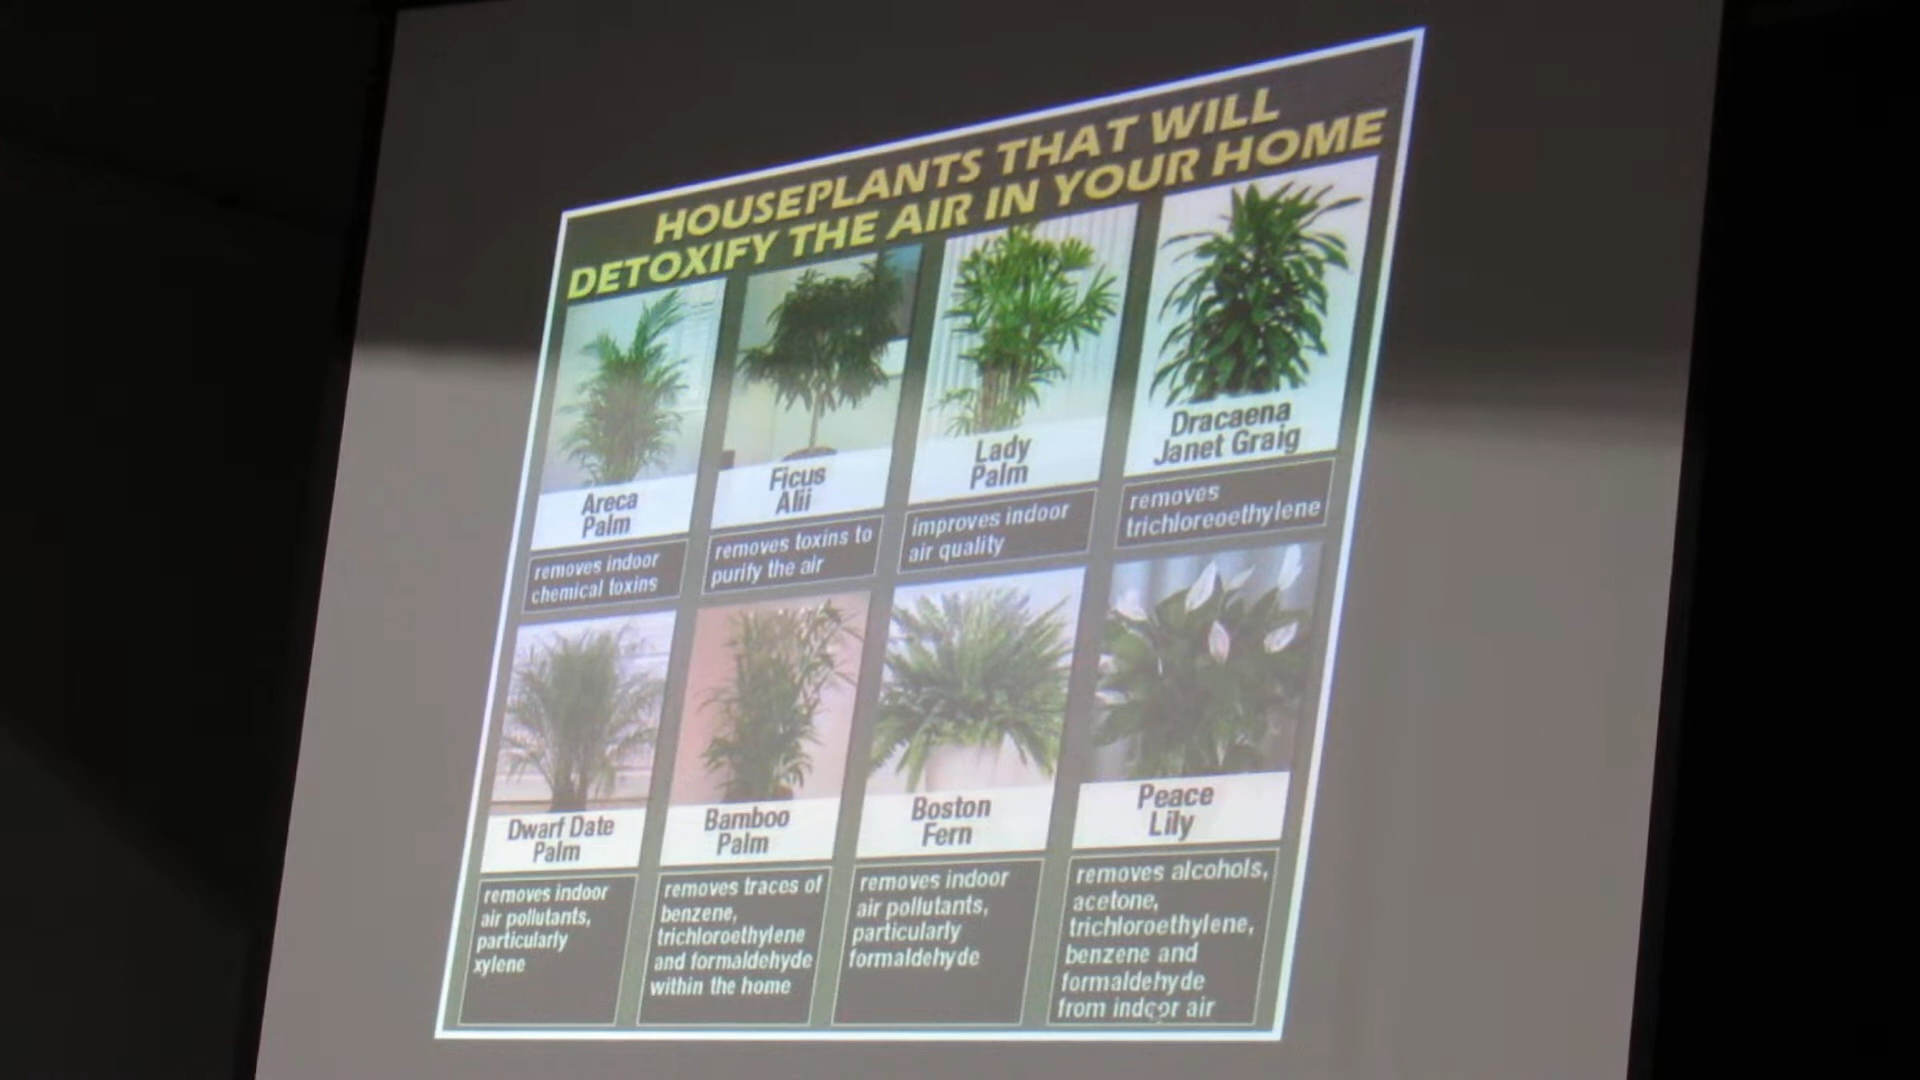 HOUSEPLANTS THAT WILL
DETOXIFY THE AIR IN YOUR HOME
Areca
Palm
removes indoor
chemical toxins
Ficus
Alii
removes toxins to
purify the air
Lady
Palm
improves indoor
air quality
Dracaena
Janet Graig
removes
trichloreoethylene
Dwarf Date
Palm
removes indoor
air pollutants,
particularly
xylene
Bamboo
Palm
removes traces of
benzene,
trichloroethylene
and formaldehyde
within the home
Boston
Fern
removes indoor
air pollutants,
particularly
formaldehyde
Peace
Lily
removes alcohols,
acetone,
trichloroethylene,
benzene and
formaldehyde
from indoor air